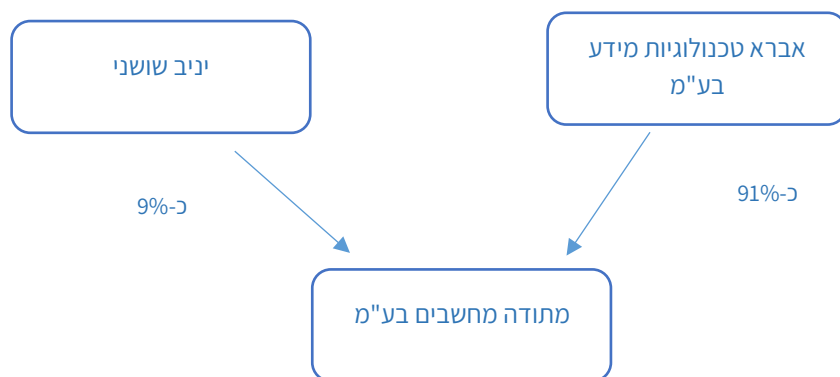 אברא טכנולוגיות מידע
בע"מ
יניב שושני
כ-91%
כ-9%
מתודה מחשבים בע"מ